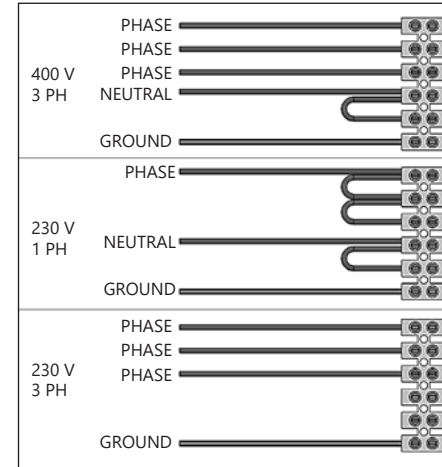 PHASE
PHASE
PHASE
400 V
3 PH
NEUTRAL
GROUND
PHASE
230 V
1 PH
NEUTRAL
GROUND
PHASE
PHASE
PHASE
230 V
3 PH
GROUND